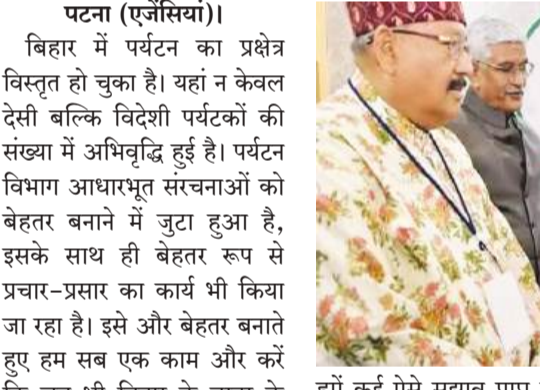 पटना (एजेंसियां)।
बिहार में पर्यटन का प्रक्षेत्र
विस्तृत हो चुका है। यहां न केवल
देसी बल्कि विदेशी पर्यटकों की
संख्या में अभिवृद्धि हुई है। पर्यटन
विभाग आधारभूत संरचनाओं को
बेहतर बनाने में जुटा हुआ है,
इसके साथ ही बेहतर रूप से
प्रचार-प्रसार का कार्य भी किया
जा रहा है। इसे और बेहतर बनाते
हुए हम सब एक काम और करें